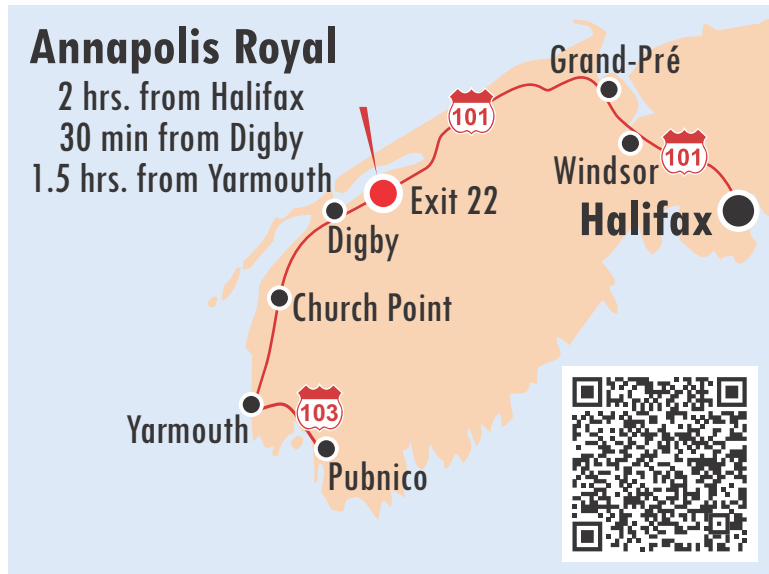 Annapolis Royal
2 hrs. from Halifax
30 min from Digby
1.5 hrs. from Yarmouth
Grand-Pré
101
Windsor
101
Exit 22
Halifax
Digby
Church Point
103
Yarmouth
Pubnico